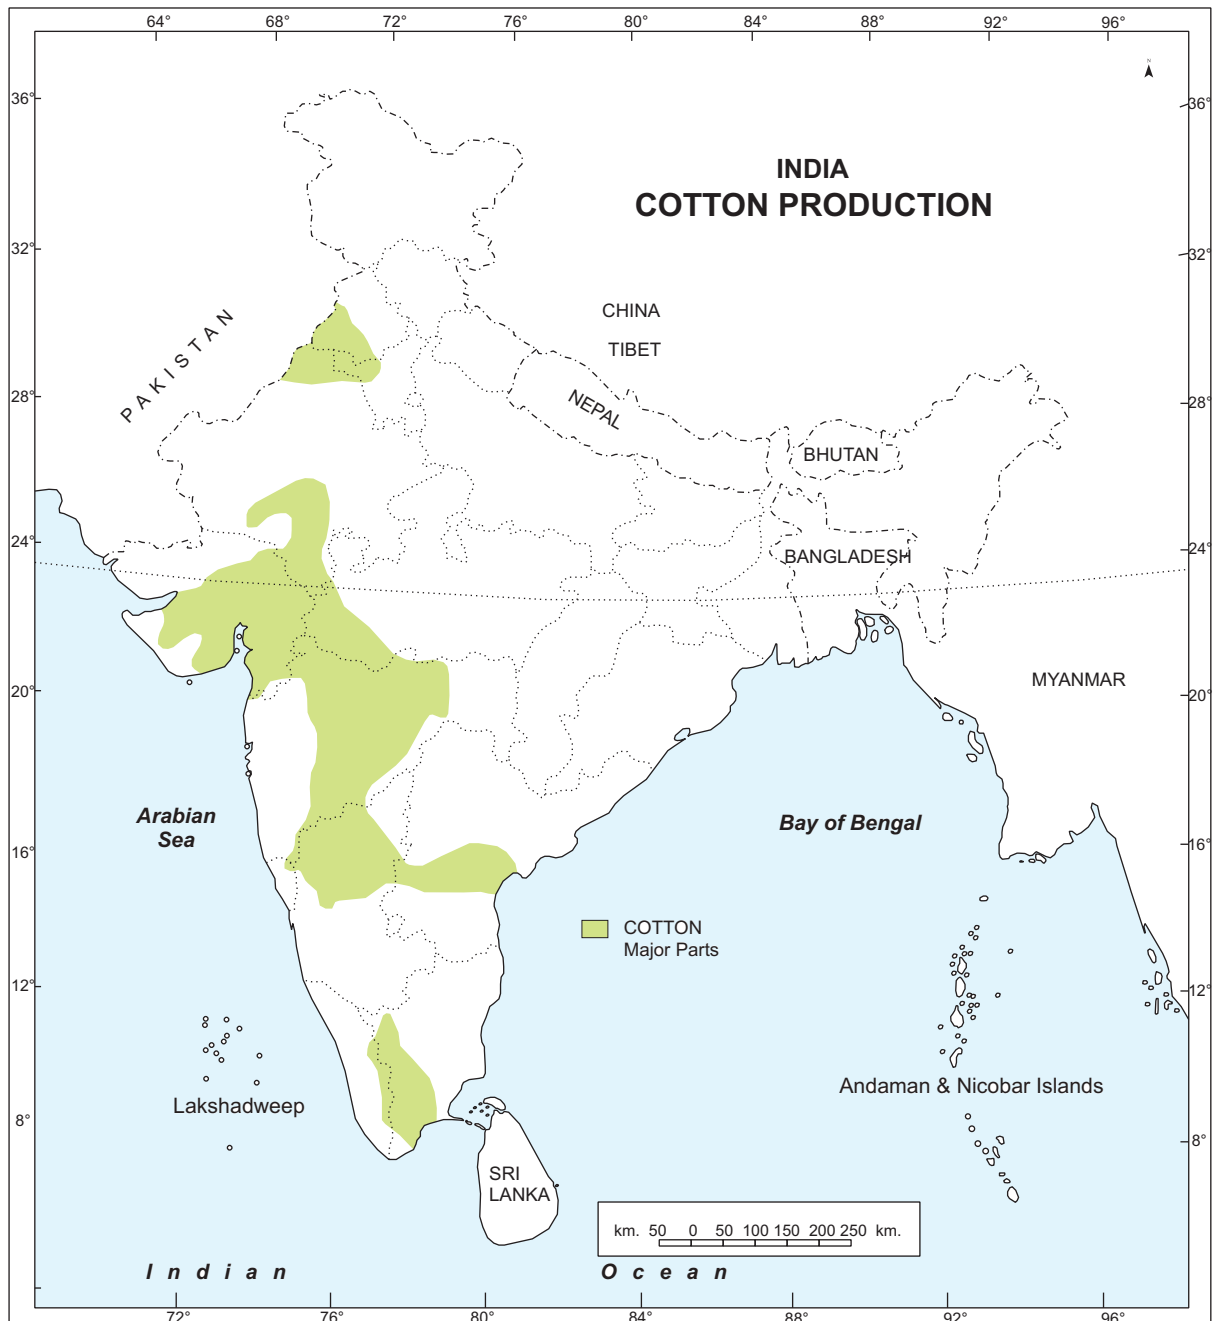 64° 68° 72° 76° 80° 84° 88° 92° 96°
N
36° 36°
INDIA
COTTON PRODUCTION
32° 32°
CHINA
TIBET
PAKISTAN
28° 28°
NEPAL
BHUTAN
24° 24°
BANGLADESH
MYANMAR
20° 20°
Arabian
Sea
Bay of Bengal
16° 16°
COTTON
Major Parts
12° 12°
Andaman & Nicobar Islands
Lakshadweep
8° 8°
SRI
LANKA
km. 50 0 50 100 150 200 250 km.
Indian Ocean
72° 76° 80° 84° 88° 92° 96°